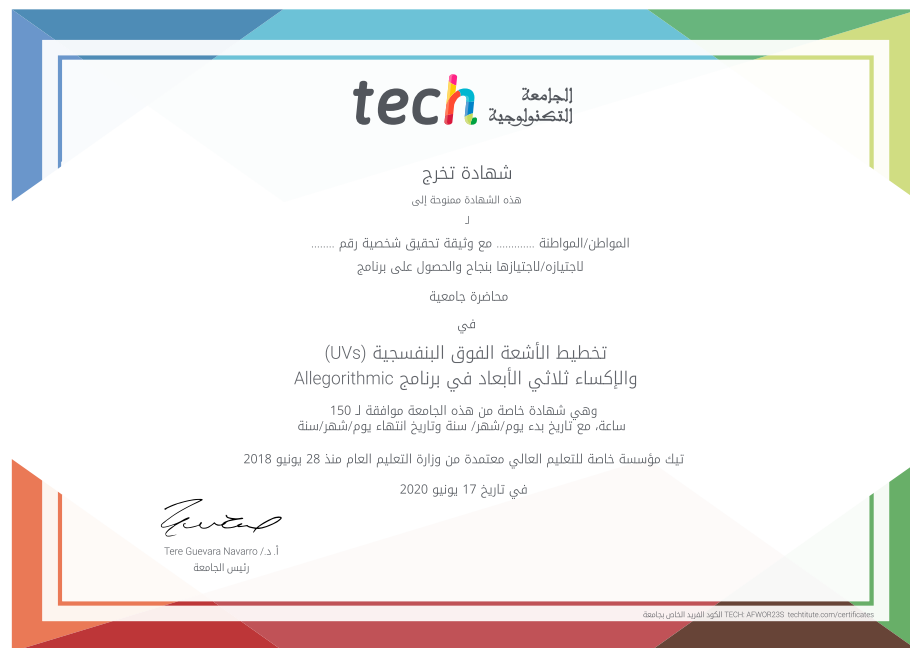 tech الجامعة
التكنولوجية
شهادة تخرج
هذه الشهادة ممنوحة إلى
لـ
المواطن/المواطنة ............ مع وثيقة تحقيق شخصية رقم ........
لاجتيازه/لاجتيازها بنجاح والحصول على برنامج
محاضرة جامعية
في
تخطيط الأشعة الفوق البنفسجية (UVs)
والإكساء ثلاثي الأبعاد في برنامج Allegorithmic
وهي شهادة خاصة من هذه الجامعة موافقة لـ 150
ساعة، مع تاريخ بدء يوم/شهر/ سنة وتاريخ انتهاء يوم/شهر/سنة
تيك مؤسسة خاصة للتعليم العالي معتمدة من وزارة التعليم العام منذ 28 يونيو 2018
في تاريخ 17 يونيو 2020
أ.د/ Tere Guevara Navarro
رئيس الجامعة
الكود الفريد الخاص بجامعة TECH: AFWOR23S techtitute.com/certificates